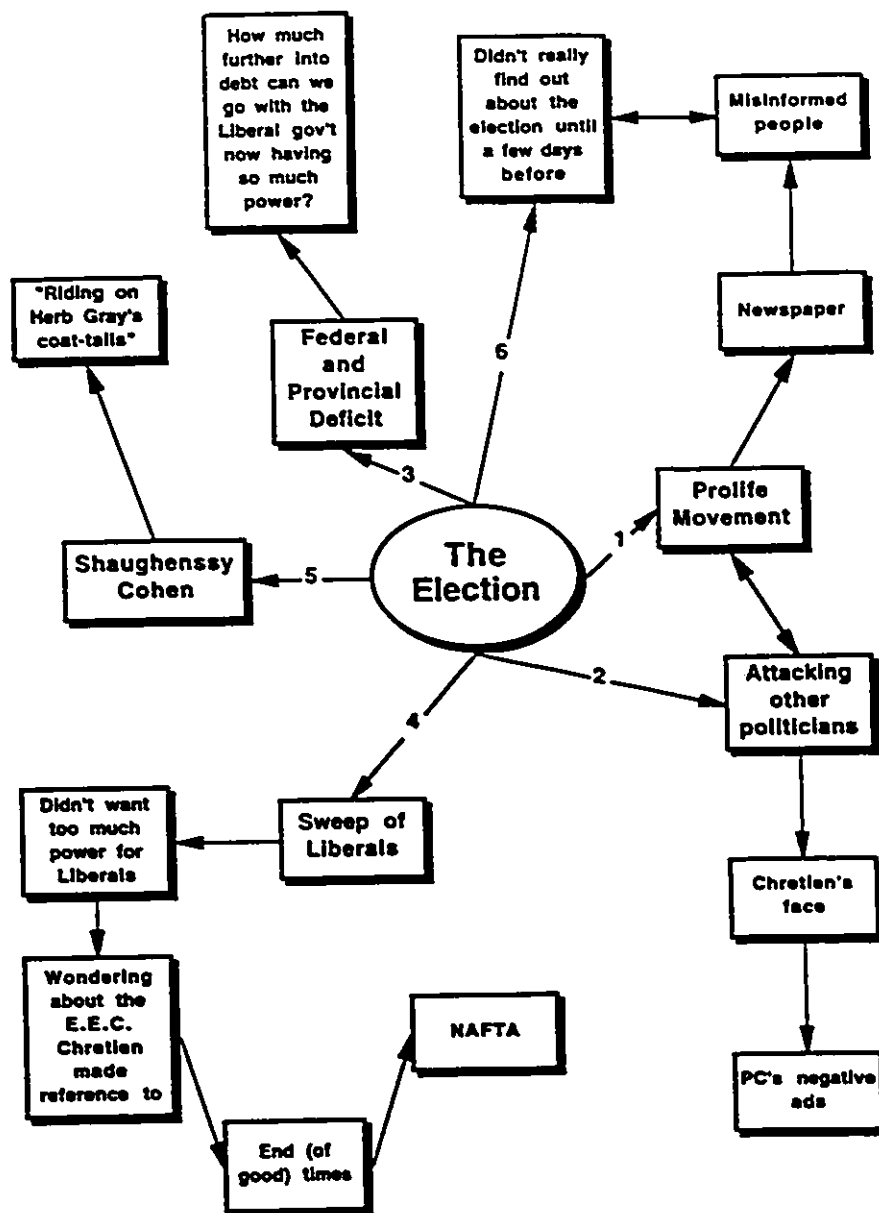 How much
further into
debt can we
go with the
Liberal gov't
now having
so much
power?
Didn't really
find out
about the
election until
a few days
before
Misinformed
people
"Riding on
Herb Gray's
coat-tails"
Federal
and
Provincial
Deficit
Newspaper
6
3
Prolife
Movement
1
The
Election
Shaughenssy
Cohen
5
2
Attacking
other
politicians
4
Didn't want
too much
power for
Liberals
Sweep of
Liberals
Chretien's
face
Wondering
about the
E.E.C.
Chretien
made
reference to
NAFTA
PC's negative
ads
End (of
good) times